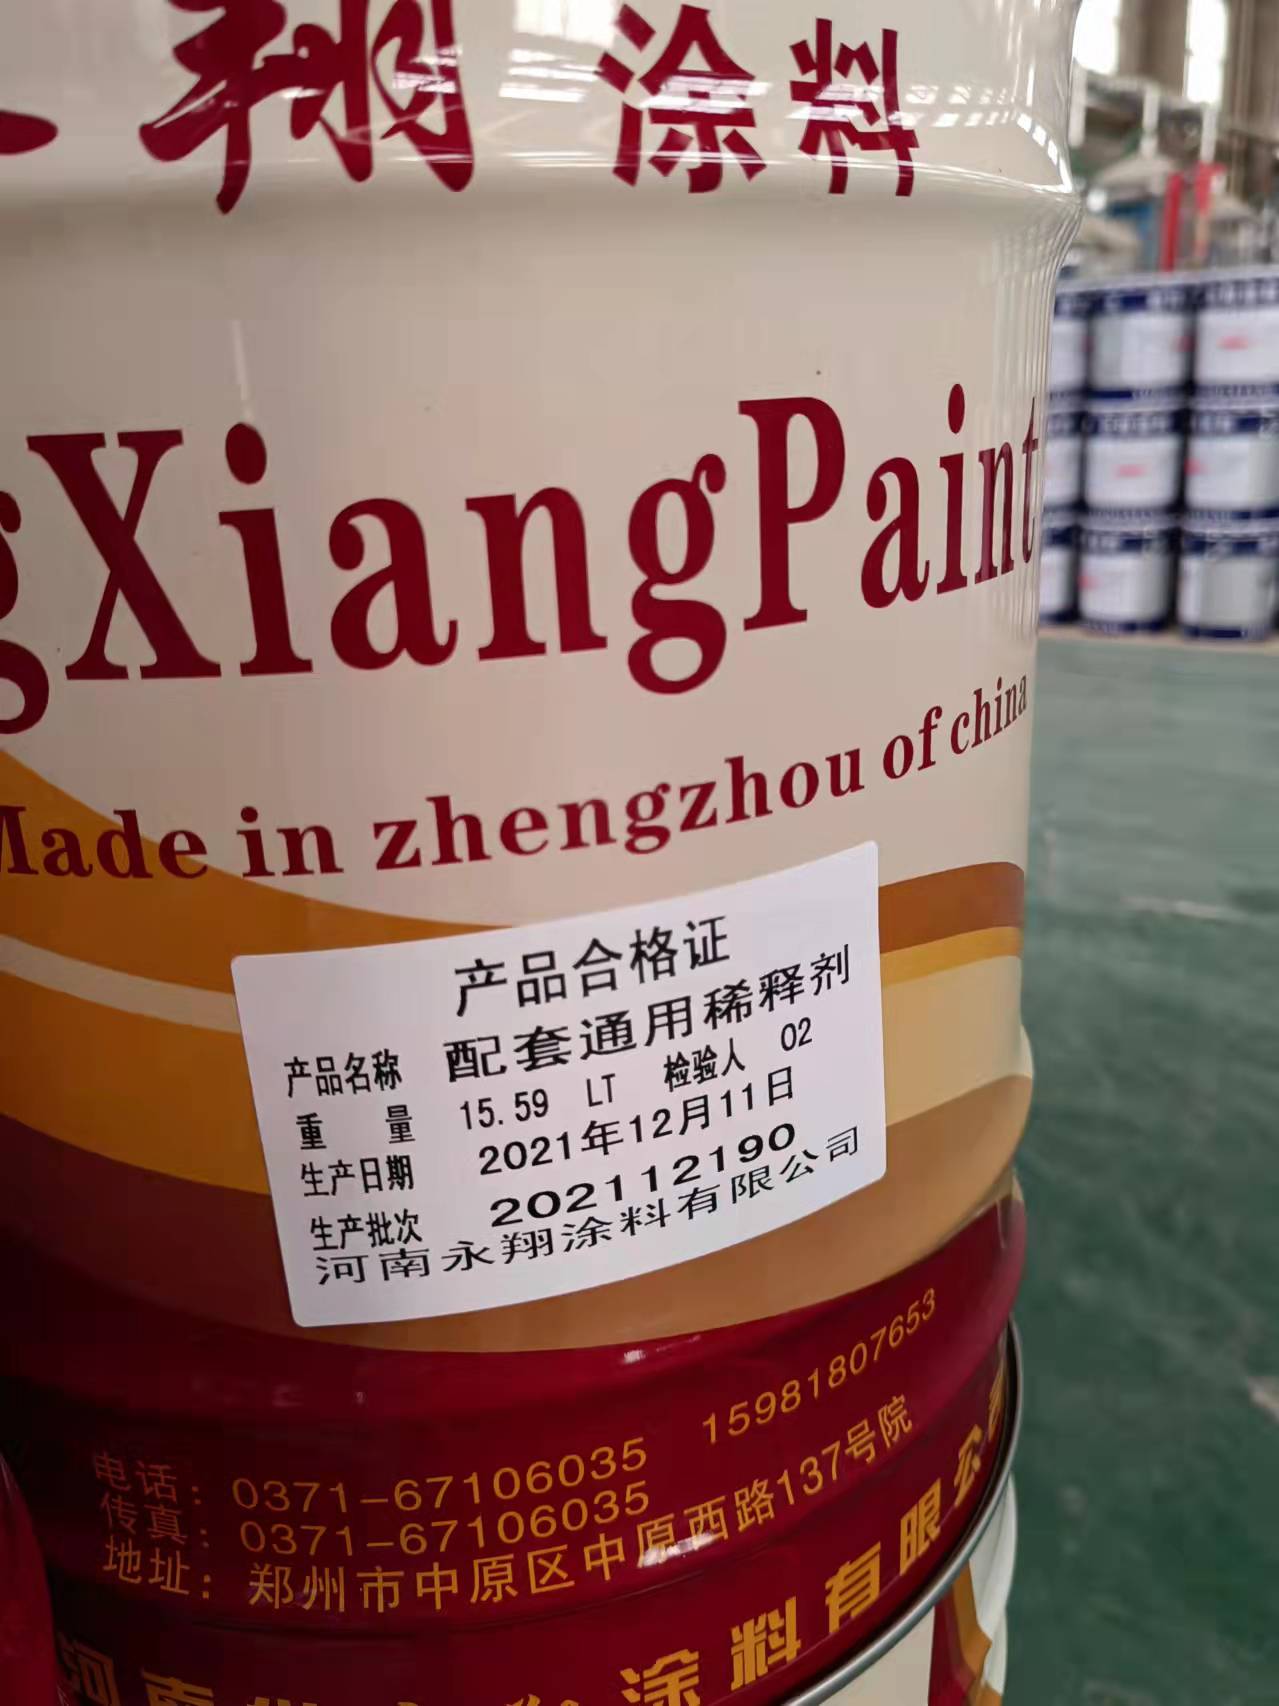 翔 涂料
gXiangPaint
Made in zhengzhou of china
产品合格证
产品名称 配套通用稀释剂
重 量 15.59 LT 检验人 02
生产日期 2021年12月11日
生产批次 202112190
河南永翔涂料有限公司
电话：0371-67106035 15981807653
传真：0371-67106035
地址：郑州市中原区中原西路137号院
河南 涂料有限公司